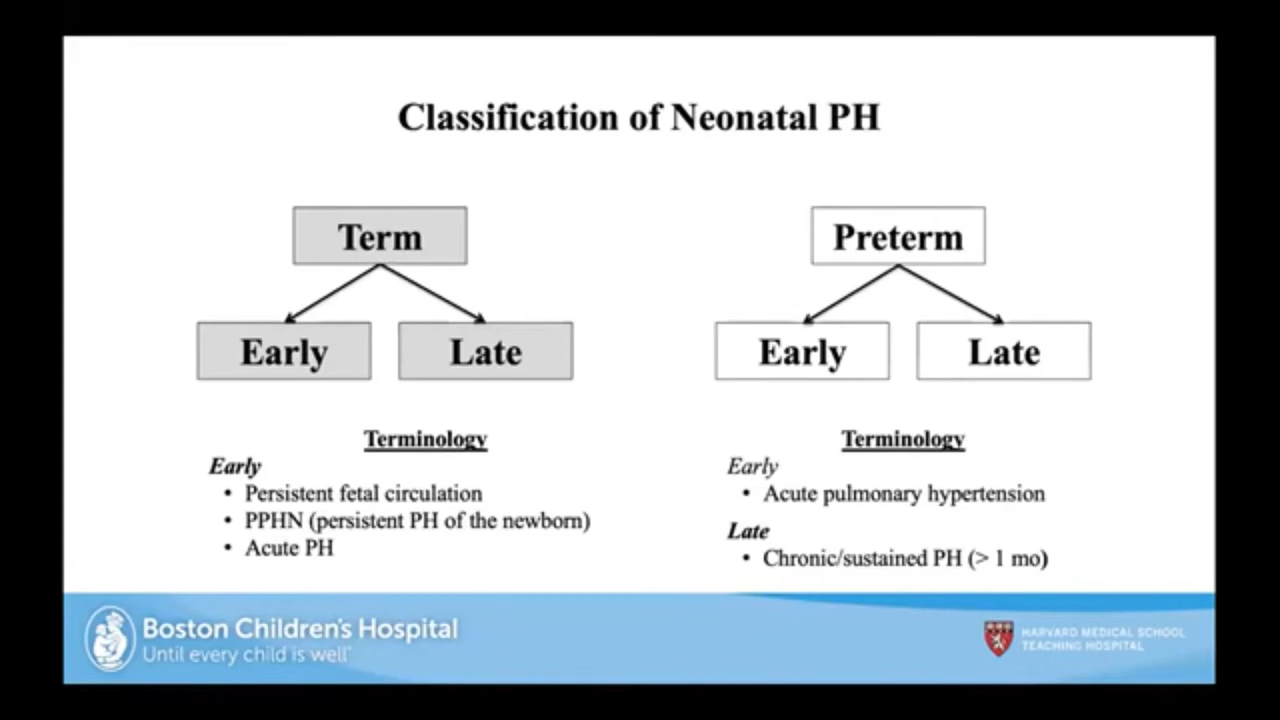 Classification of Neonatal PH
Term
Early
Late
Terminology
Early
• Persistent fetal circulation
• PPHN (persistent PH of the newborn)
• Acute PH
Preterm
Early
Late
Terminology
Early
• Acute pulmonary hypertension
Late
• Chronic/sustained PH (> 1 mo)
Boston Children's Hospital
Until every child is well™
HARVARD MEDICAL SCHOOL
TEACHING HOSPITAL